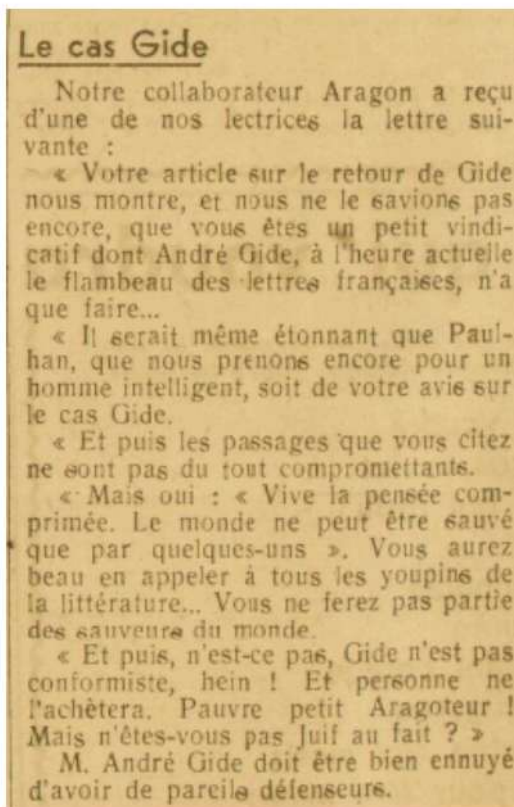 Le cas Gide
Notre collaborateur Aragon a reçu
d'une de nos lectrices la lettre sui-
vante :
« Votre article sur le retour de Gide
nous montre, et nous ne le savions pas
encore, que vous êtes un petit vindi-
catif dont André Gide, à l'heure actuelle
le flambeau des lettres françaises, n'a
que faire...
« Il serait même étonnant que Paul-
han, que nous prenons encore pour un
homme intelligent, soit de votre avis sur
le cas Gide.
« Et puis les passages que vous citez
ne sont pas du tout compromettants.
« Mais oui : « Vive la pensée com-
primée. Le monde ne peut être sauvé
que par quelques-uns ». Vous aurez
beau en appeler à tous les youpins de
la littérature... Vous ne ferez pas partie
des sauveurs du monde.
« Et puis, n'est-ce pas, Gide n'est pas
conformiste, hein ! Et personne ne
l'achètera. Pauvre petit Aragoteur !
Mais n'êtes-vous pas Juif au fait ? »
M. André Gide doit être bien ennuyé
d'avoir de pareils défenseurs.